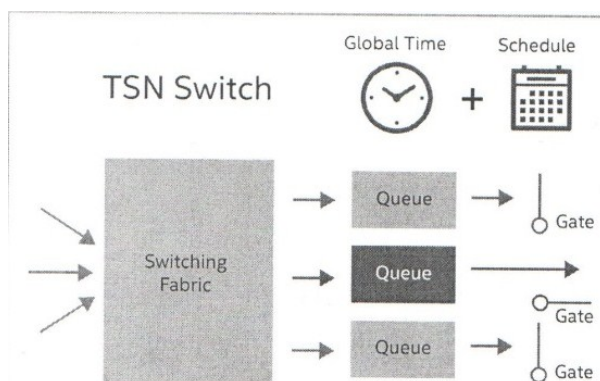 Global Time
Schedule
TSN Switch
+
Queue
Gate
Switching
Fabric
Queue
Gate
Queue
Gate